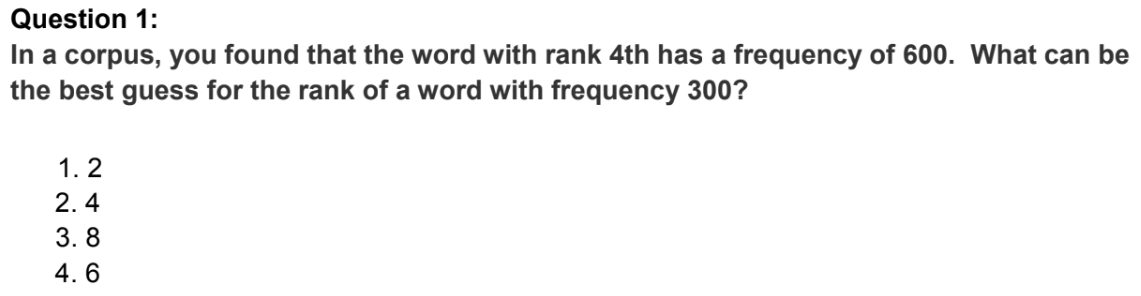 Question 1:
In a corpus, you found that the word with rank 4th has a frequency of 600.  What can be
the best guess for the rank of a word with frequency 300?
1. 2
2. 4
3. 8
4. 6